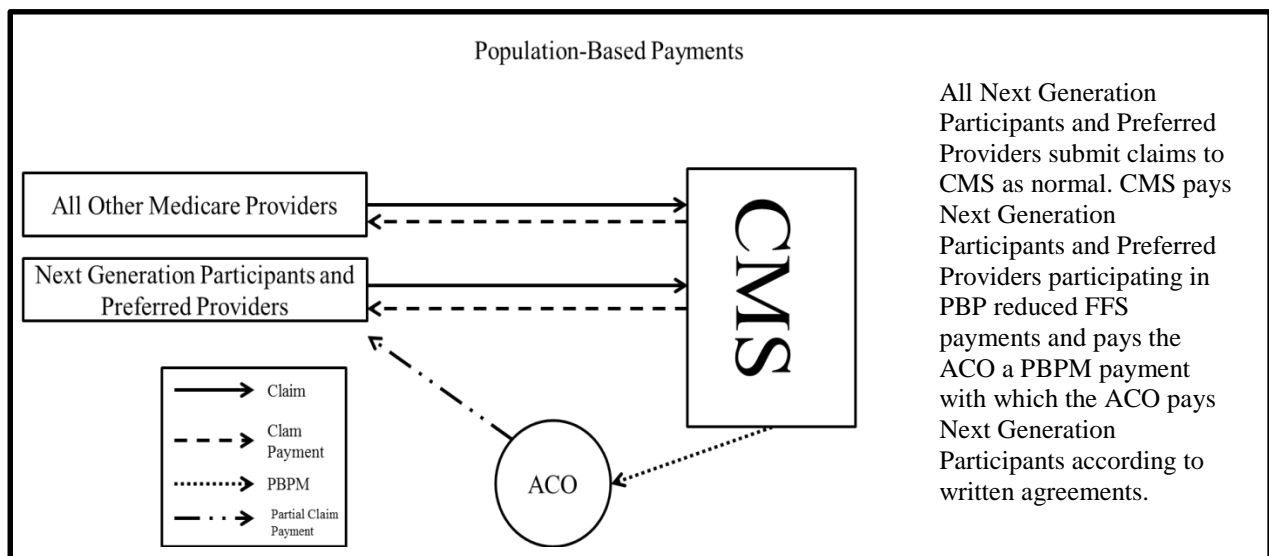 Population-Based Payments
All Other Medicare Providers
Next Generation Participants and
Preferred Providers
CMS
ACO
Claim
Clam
Payment
PBPM
Partial Claim
Payment
All Next Generation
Participants and Preferred
Providers submit claims to
CMS as normal. CMS pays
Next Generation
Participants and Preferred
Providers participating in
PBP reduced FFS
payments and pays the
ACO a PBPM payment
with which the ACO pays
Next Generation
Participants according to
written agreements.